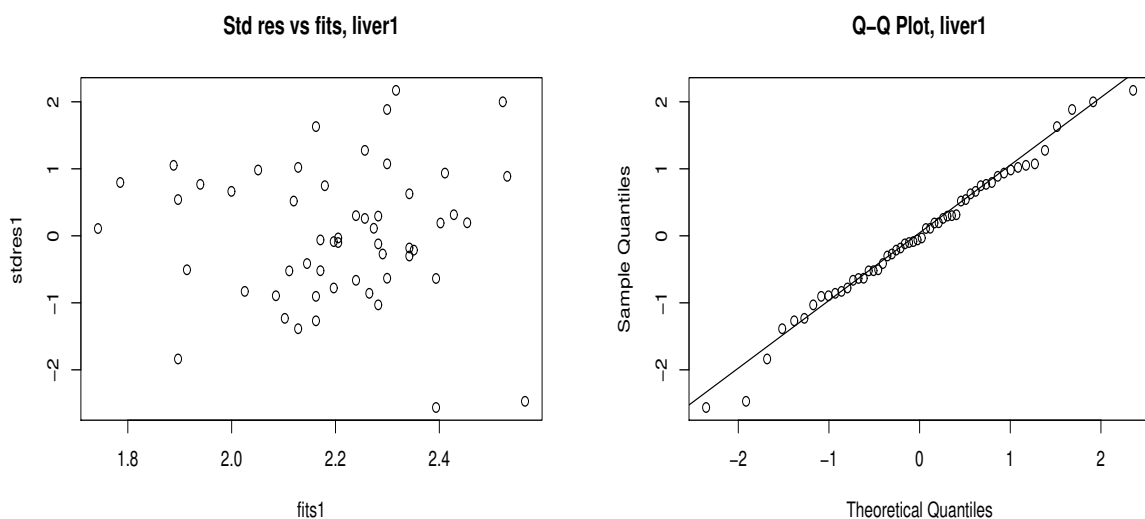 Std res vs fits, liver1
stdres1
2
1
0
−1
−2
1.8 2.0 2.2 2.4
fits1
Q−Q Plot, liver1
Sample Quantiles
2
1
0
−1
−2
−2 −1 0 1 2
Theoretical Quantiles